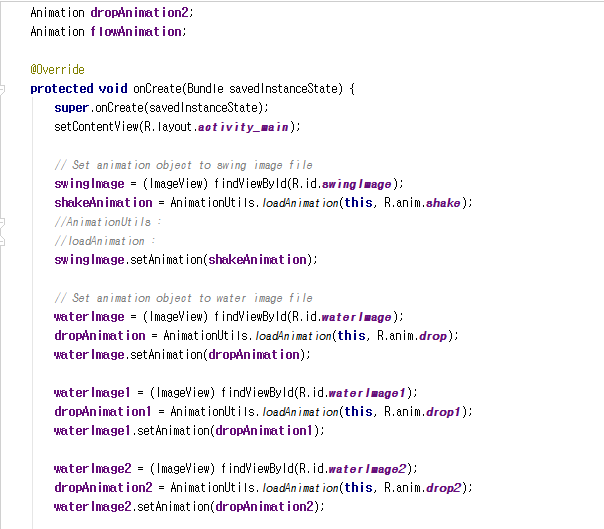 Animation dropAnimation2;
Animation flowAnimation;
@Override
protected void onCreate(Bundle savedInstanceState) {
super.onCreate(savedInstanceState);
setContentView(R.layout.activity_main);
// Set animation object to swing image file
swingImage = (ImageView) findViewById(R.id.swingImage);
shakeAnimation = AnimationUtils.loadAnimation(this, R.anim.shake);
//AnimationUtils :
//loadAnimation :
swingImage.setAnimation(shakeAnimation);
// Set animation object to water image file
waterImage = (ImageView) findViewById(R.id.waterImage);
dropAnimation = AnimationUtils.loadAnimation(this, R.anim.drop);
waterImage.setAnimation(dropAnimation);
waterImage1 = (ImageView) findViewById(R.id.waterImage1);
dropAnimation1 = AnimationUtils.loadAnimation(this, R.anim.drop1);
waterImage1.setAnimation(dropAnimation1);
waterImage2 = (ImageView) findViewById(R.id.waterImage2);
dropAnimation2 = AnimationUtils.loadAnimation(this, R.anim.drop2);
waterImage2.setAnimation(dropAnimation2);